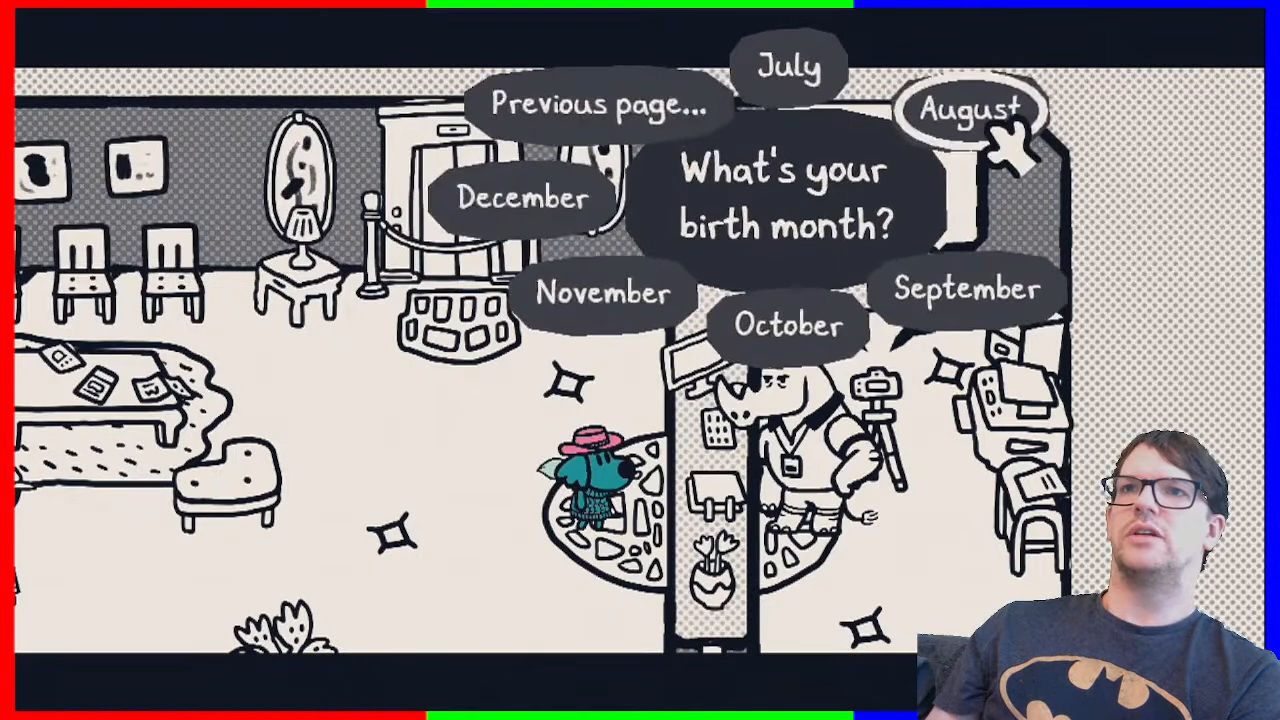 July
Previous page...
August
What's your
birth month?
December
November
September
October